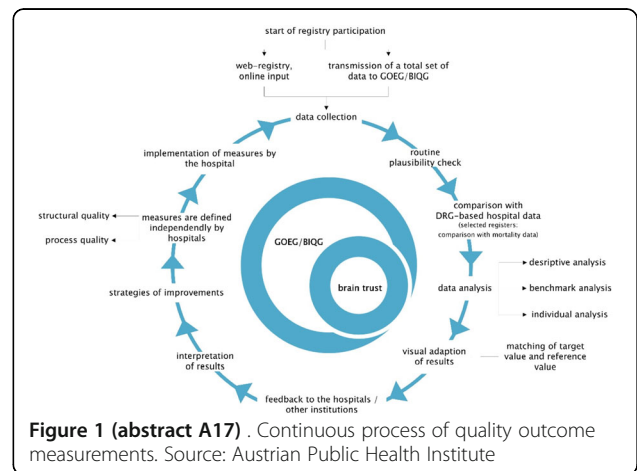 start of registry participation
web-registry,
online input
transmission of a total set of
data to GOEG/BIQG
data collection
routine
plausibility check
comparison with
DRG-based hospital data
(selected registers:
comparison with mortality data)
data analysis
desriptive analysis
benchmark analysis
individual analysis
visual adaption
of results
matching of target
value and reference
value
feedback to the hospitals /
other institutions
interpretation
of results
strategies of improvements
measures are defined
independly by
hospitals
structural quality
process quality
implementation of measures by
the hospital
GOEG/BIQG
brain trust
Figure 1 (abstract A17) . Continuous process of quality outcome
measurements. Source: Austrian Public Health Institute